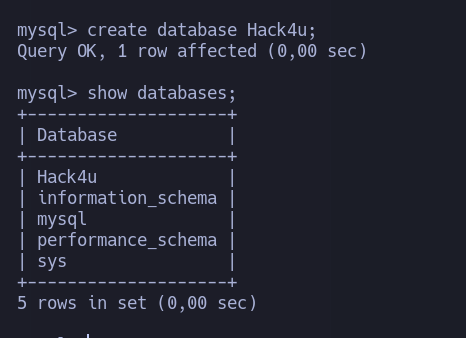 mysql> create database Hack4u;
Query OK, 1 row affected (0,00 sec)
mysql> show databases;
+--------------------+
| Database           |
+--------------------+
| Hack4u             |
| information_schema |
| mysql              |
| performance_schema |
| sys                |
+--------------------+
5 rows in set (0,00 sec)